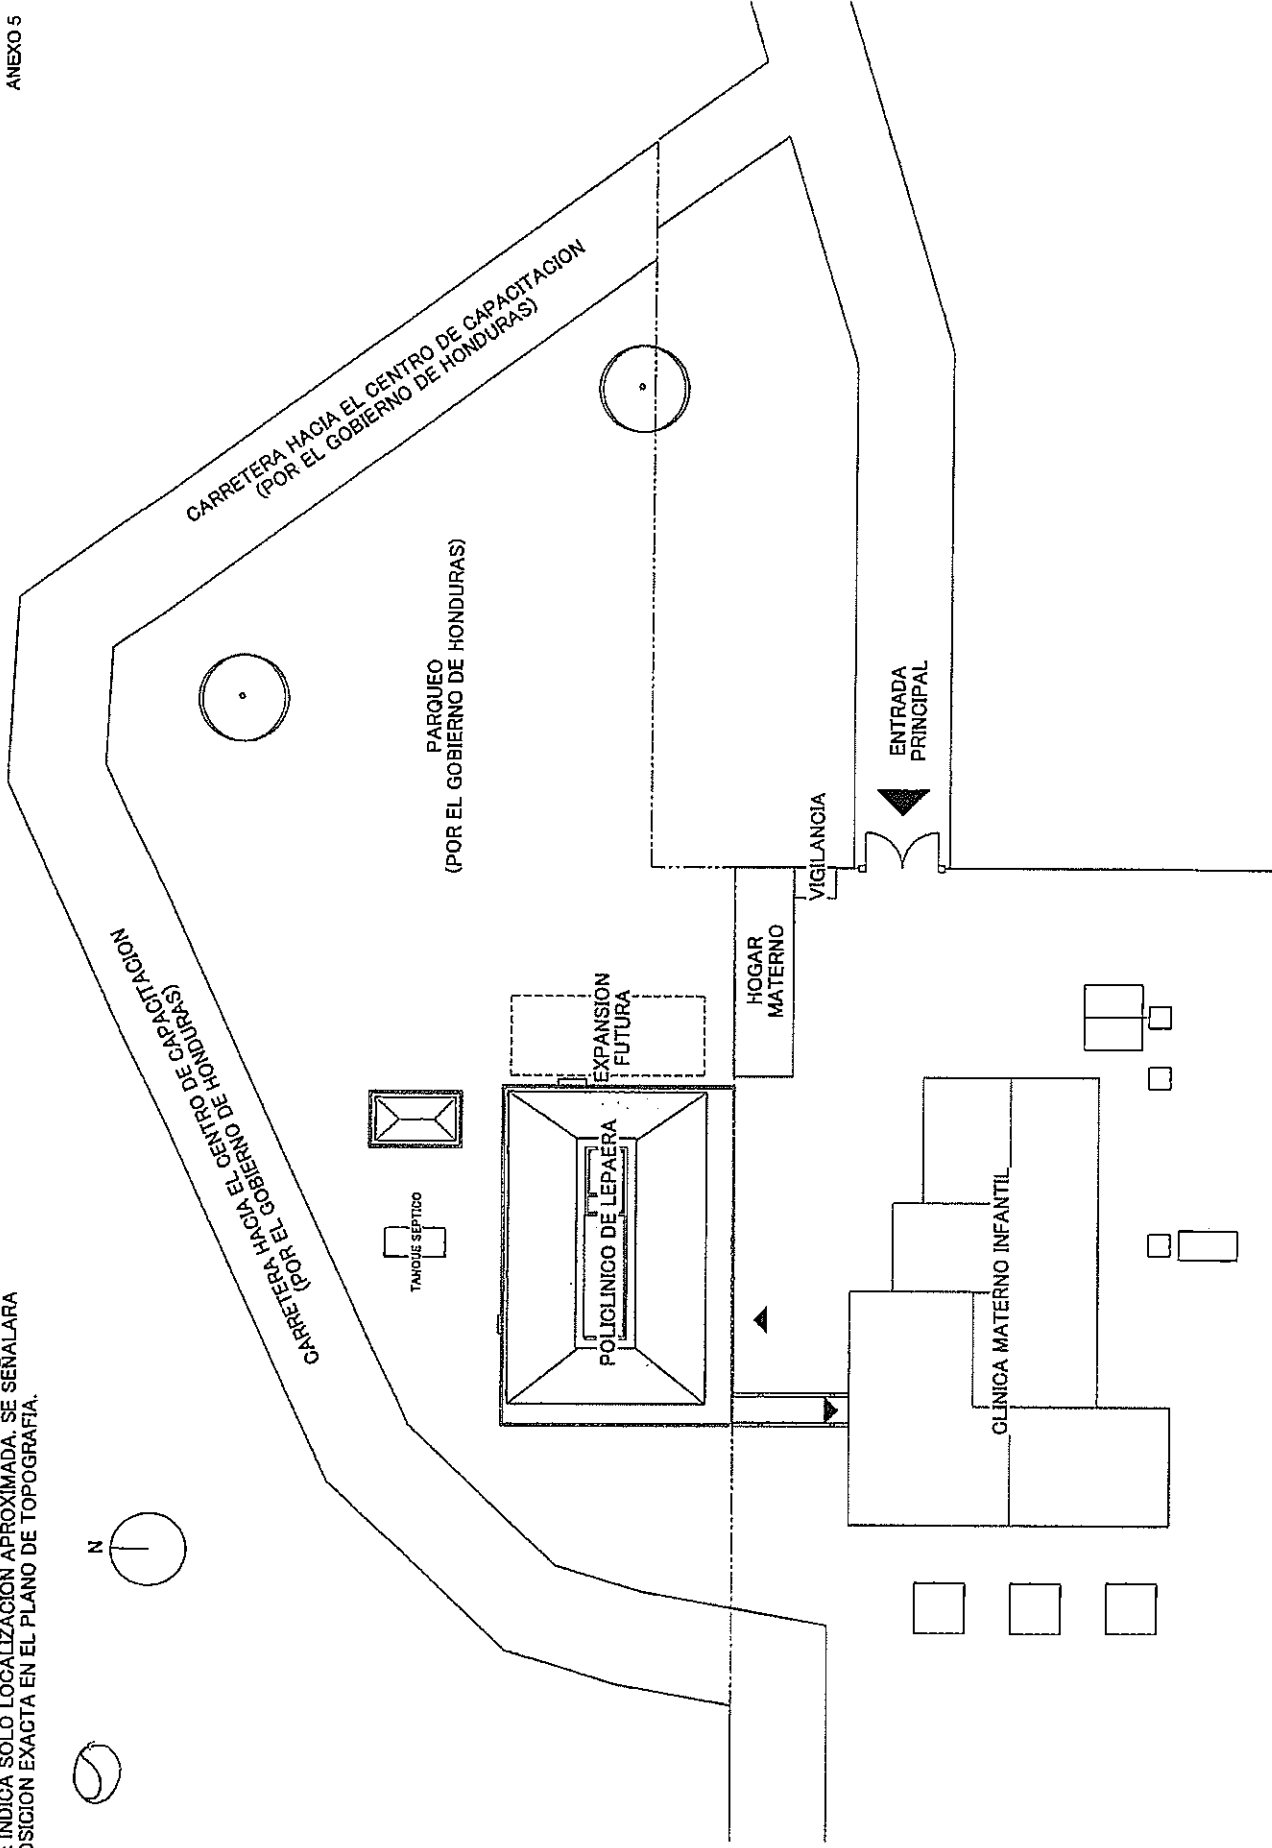 ANEXO 5
INDICA SOLO LOCALIZACION APROXIMADA. SE SEÑALARA
EXACTA EN EL PLANO DE TOPOGRAFIA.
N
CARRETERA HACIA EL CENTRO DE CAPACITACION
(POR EL GOBIERNO DE HONDURAS)
CARRETERA HACIA EL CENTRO DE CAPACITACION
(POR EL GOBIERNO DE HONDURAS)
PARQUEO
(POR EL GOBIERNO DE HONDURAS)
TANQUE SEPTICO
EXPANSION
FUTURA
POLICLINICO DE LEPAERA
HOGAR
MATERNO
VIGILANCIA
ENTRADA
PRINCIPAL
CLINICA MATERNO INFANTIL